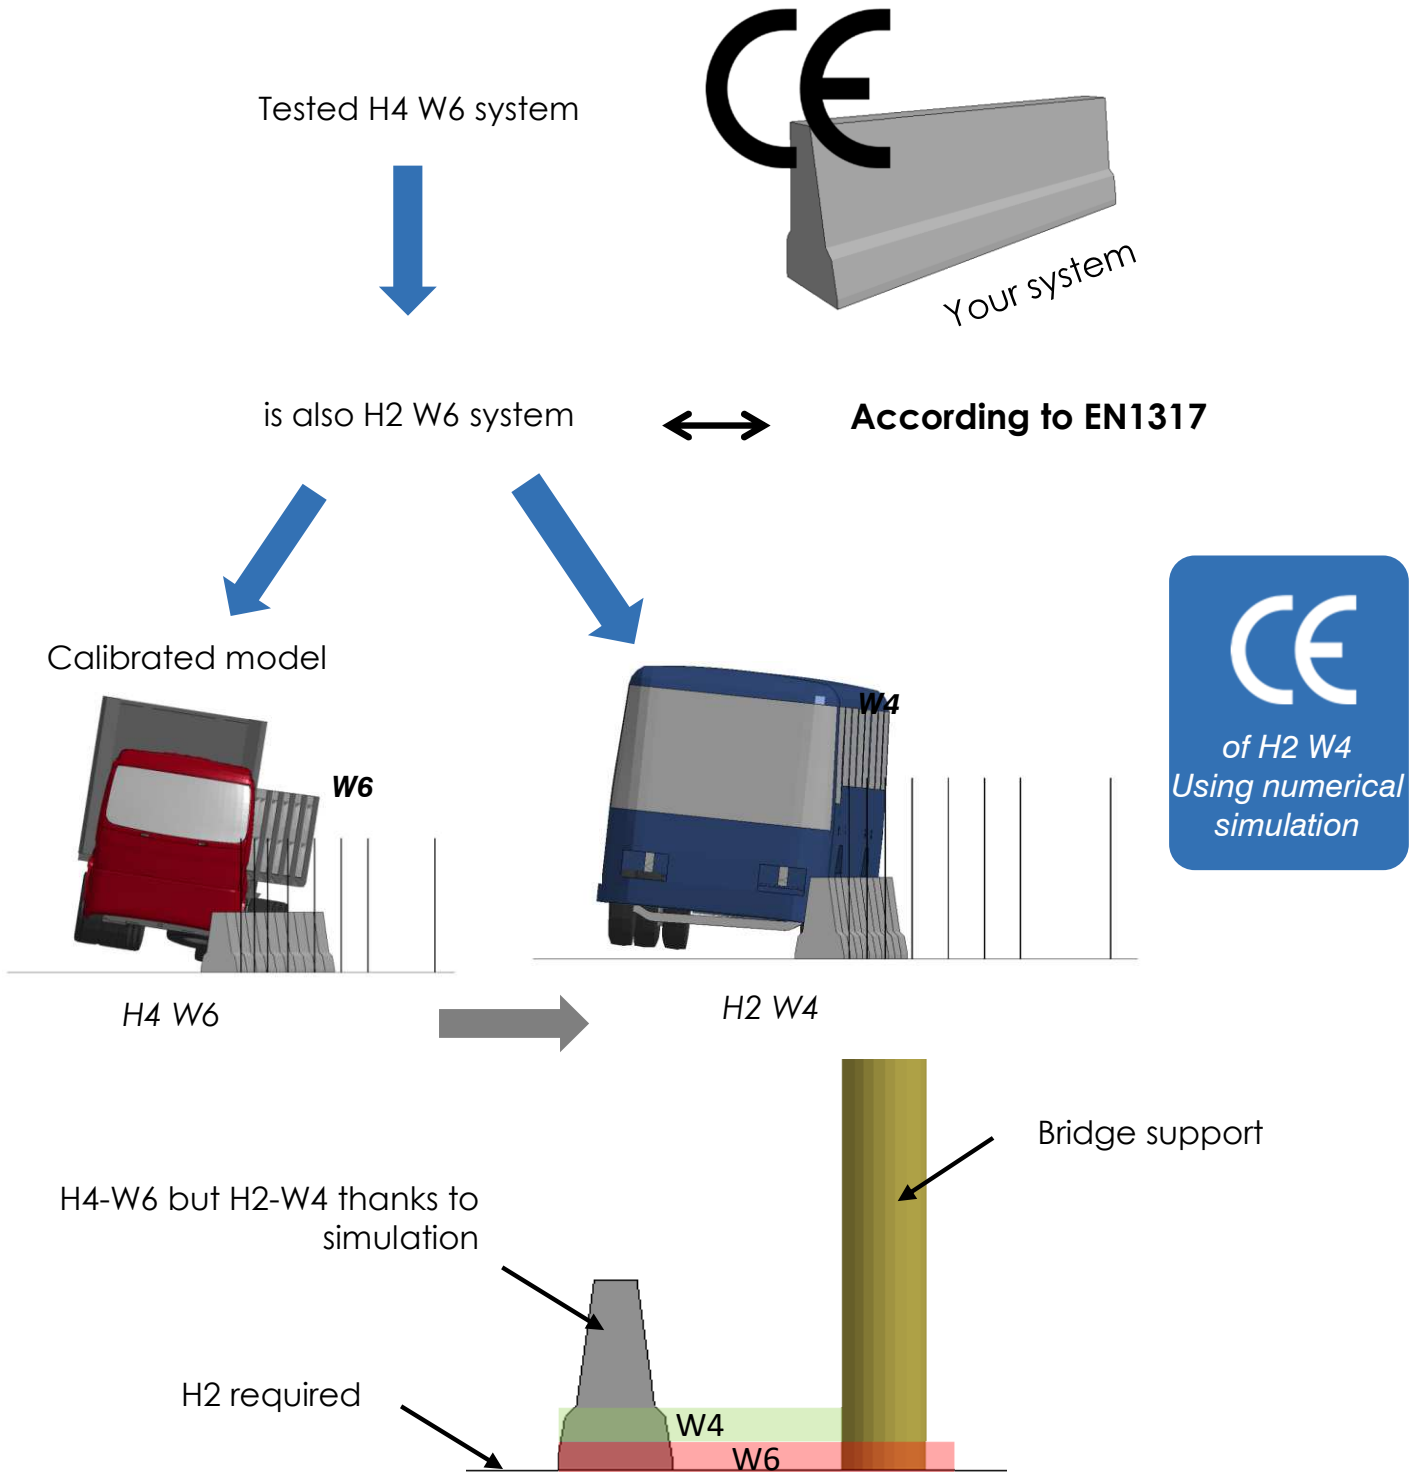 CE
Tested H4 W6 system
Your system
is also H2 W6 system
According to EN1317
Calibrated model
W6
W4
CE
of H2 W4
Using numerical
simulation
H4 W6
H2 W4
Bridge support
H4-W6 but H2-W4 thanks to
simulation
H2 required
W4
W6